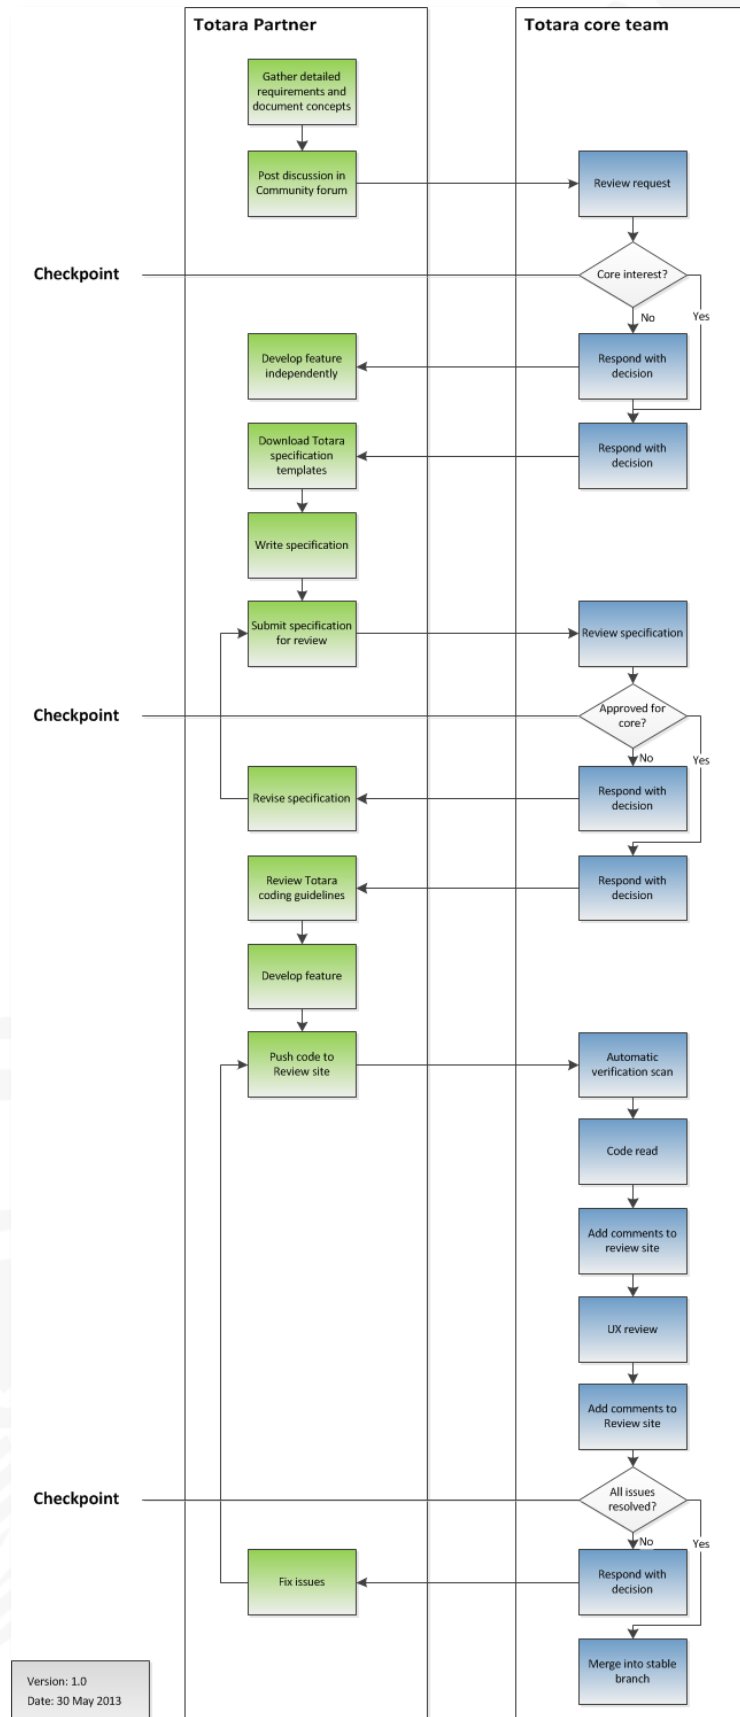 Totara Partner
Totara core team
Gather detailed
requirements and
document concepts
Post discussion in
Community forum
Review request
Checkpoint
Core interest?
No
Yes
Develop feature
independently
Respond with
decision
Download Totara
specification
templates
Respond with
decision
Write specification
Submit specification
for review
Review specification
Checkpoint
Approved for
core?
No
Yes
Revise specification
Respond with
decision
Review Totara
coding guidelines
Respond with
decision
Develop feature
Push code to
Review site
Automatic
verification scan
Code read
Add comments to
review site
UX review
Add comments to
Review site
Checkpoint
All issues
resolved?
No
Yes
Fix issues
Respond with
decision
Merge into stable
branch
Version: 1.0
Date: 30 May 2013